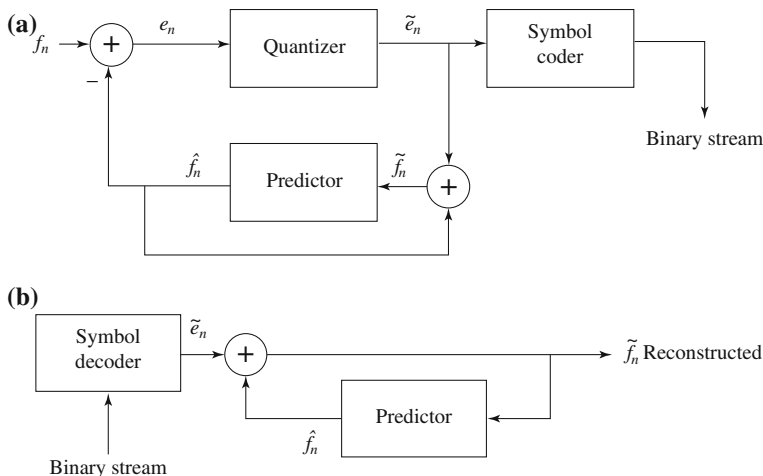 (a)
f_n
+
−
e_n
Quantizer
ẽ_n
Symbol
coder
Binary stream
f̂_n
Predictor
f̃_n
+
(b)
Symbol
decoder
ẽ_n
+
f̃_n Reconstructed
Predictor
f̂_n
Binary stream